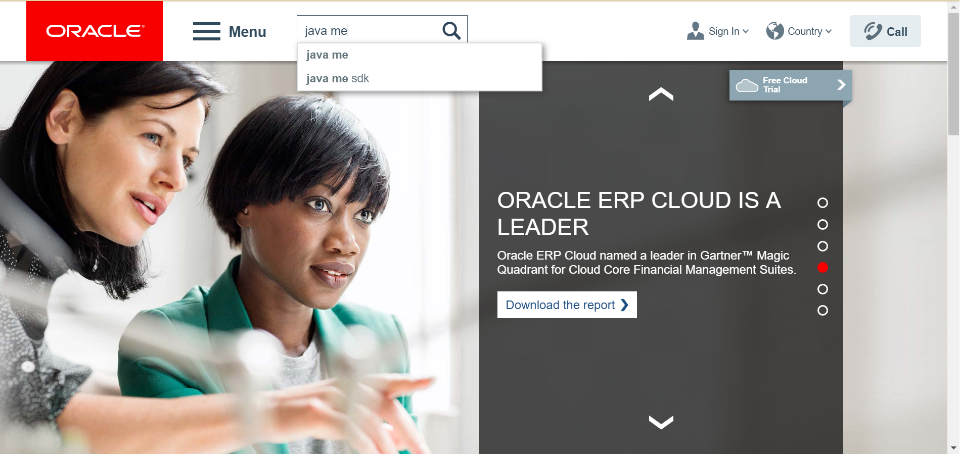 ORACLE®
Menu
java me
Sign In
Country
Call
java me
java me sdk
Free Cloud
Trial
ORACLE ERP CLOUD IS A
LEADER
Oracle ERP Cloud named a leader in Gartner™ Magic
Quadrant for Cloud Core Financial Management Suites.
Download the report